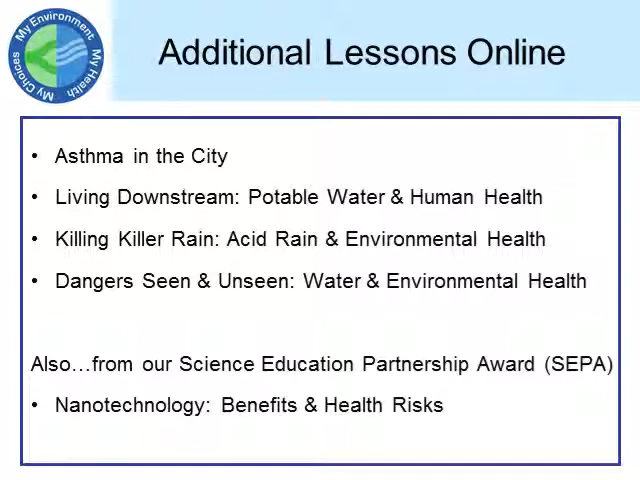 My Environment
My Health
My Choices
Additional Lessons Online
• Asthma in the City
• Living Downstream: Potable Water & Human Health
• Killing Killer Rain: Acid Rain & Environmental Health
• Dangers Seen & Unseen: Water & Environmental Health
Also…from our Science Education Partnership Award (SEPA)
• Nanotechnology: Benefits & Health Risks